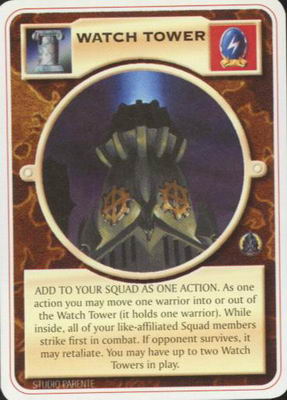 WATCH TOWER
ADD TO YOUR SQUAD AS ONE ACTION. As one
action you may move one warrior into or out of
the Watch Tower (it holds one warrior). While
inside, all of your like-affiliated Squad members
strike first in combat. If opponent survives, it
may retaliate. You may have up to two Watch
Towers in play.
STUDIO PARENTE